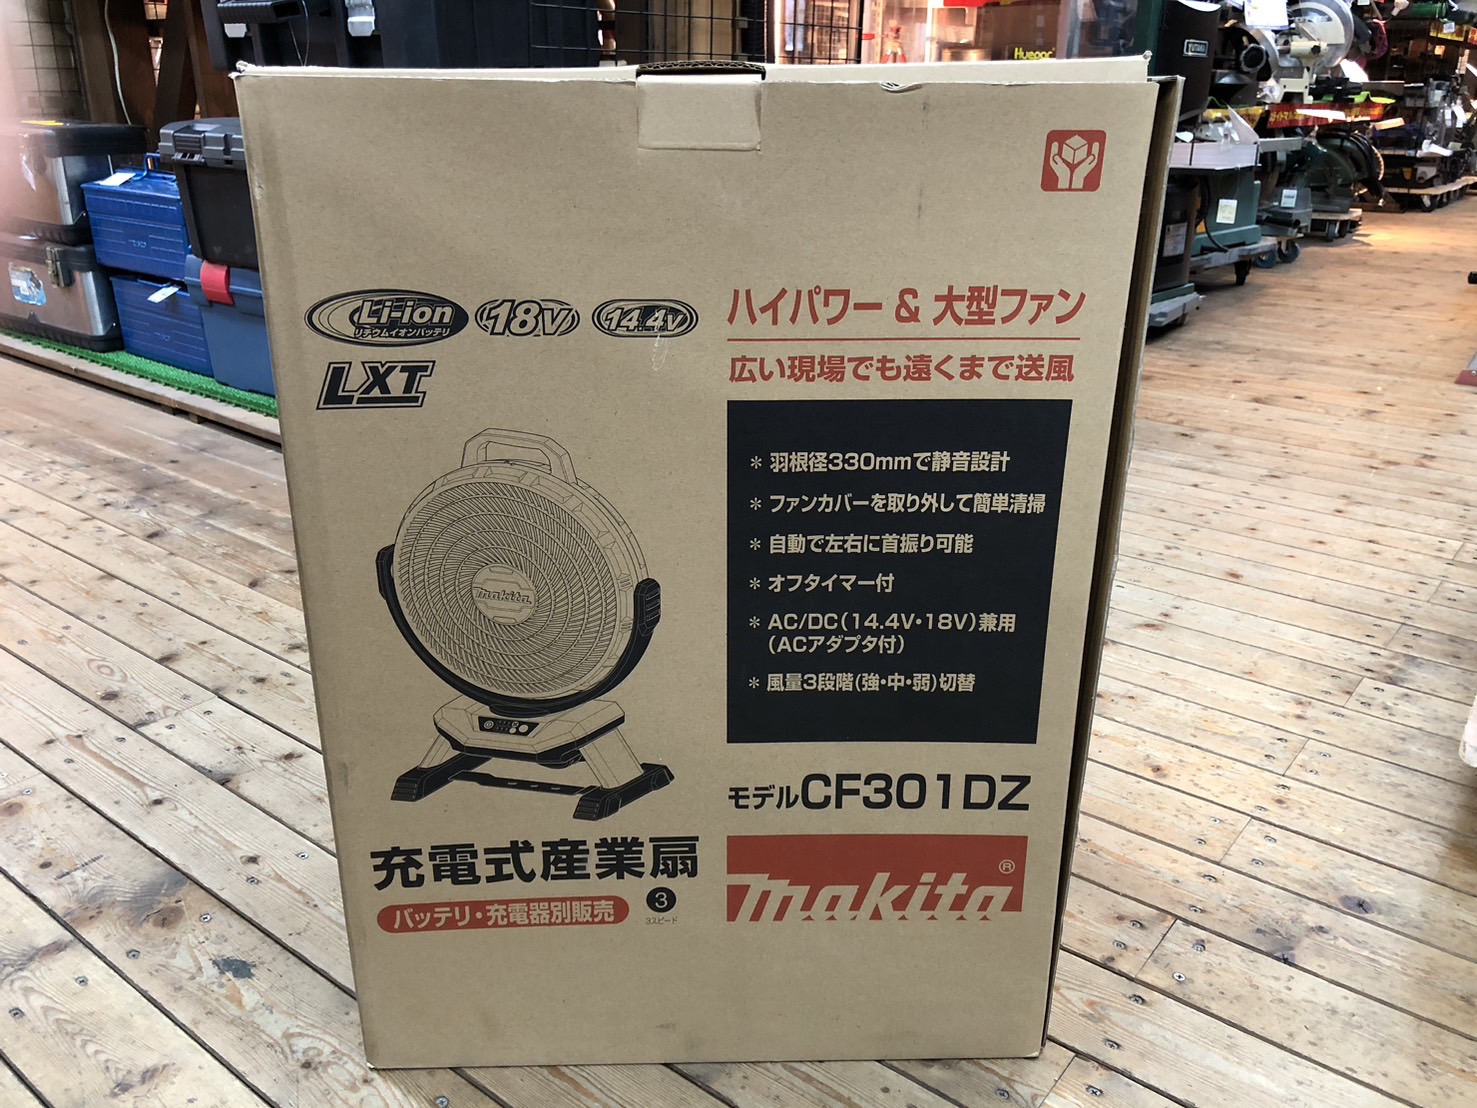 Li-ion
リチウムイオンバッテリ
18V
14.4V
LXT
ハイパワー & 大型ファン
広い現場でも遠くまで送風
* 羽根径330mmで静音設計
* ファンカバーを取り外して簡単清掃
* 自動で左右に首振り可能
* オフタイマー付
* AC/DC(14.4V・18V)兼用
(ACアダプタ付)
* 風量3段階(強・中・弱)切替
makita
モデルCF301DZ
充電式産業扇
バッテリ・充電器別販売
3
3スピード
makita®